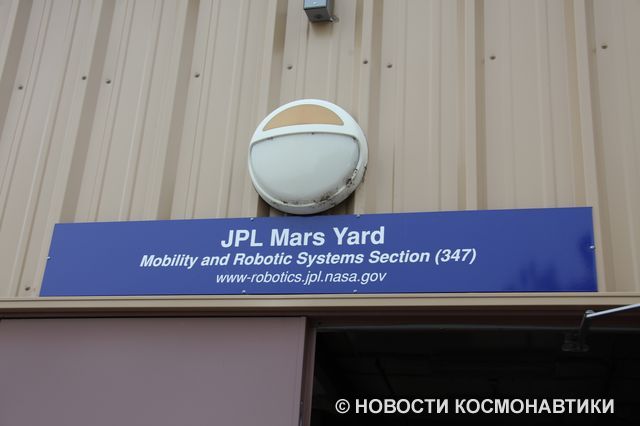 JPL Mars Yard
Mobility and Robotic Systems Section (347)
www-robotics.jpl.nasa.gov
© НОВОСТИ КОСМОНАВТИКИ